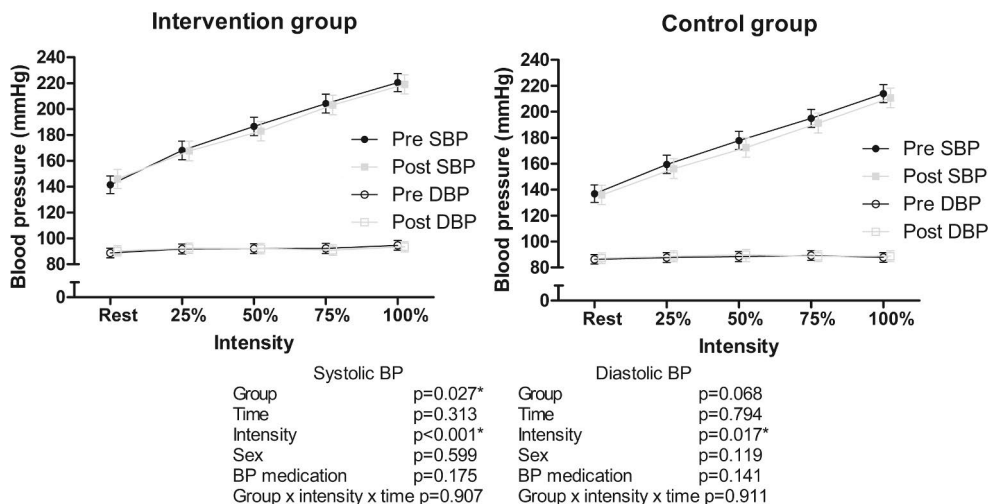 Intervention group
Blood pressure (mmHg)
240
220
200
180
160
140
120
100
80
0
Rest 25% 50% 75% 100%
Intensity
Pre SBP
Post SBP
Pre DBP
Post DBP
Control group
Blood pressure (mmHg)
240
220
200
180
160
140
120
100
80
0
Rest 25% 50% 75% 100%
Intensity
Pre SBP
Post SBP
Pre DBP
Post DBP
Systolic BP
Group p=0.027*
Time p=0.313
Intensity p<0.001*
Sex p=0.599
BP medication p=0.175
Group x intensity x time p=0.907
Diastolic BP
Group p=0.068
Time p=0.794
Intensity p=0.017*
Sex p=0.119
BP medication p=0.141
Group x intensity x time p=0.911